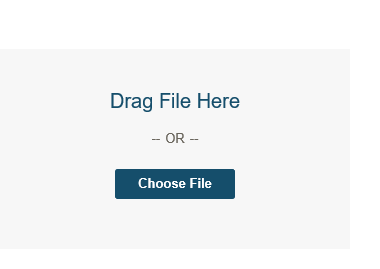 Drag File Here
-- OR --
Choose File